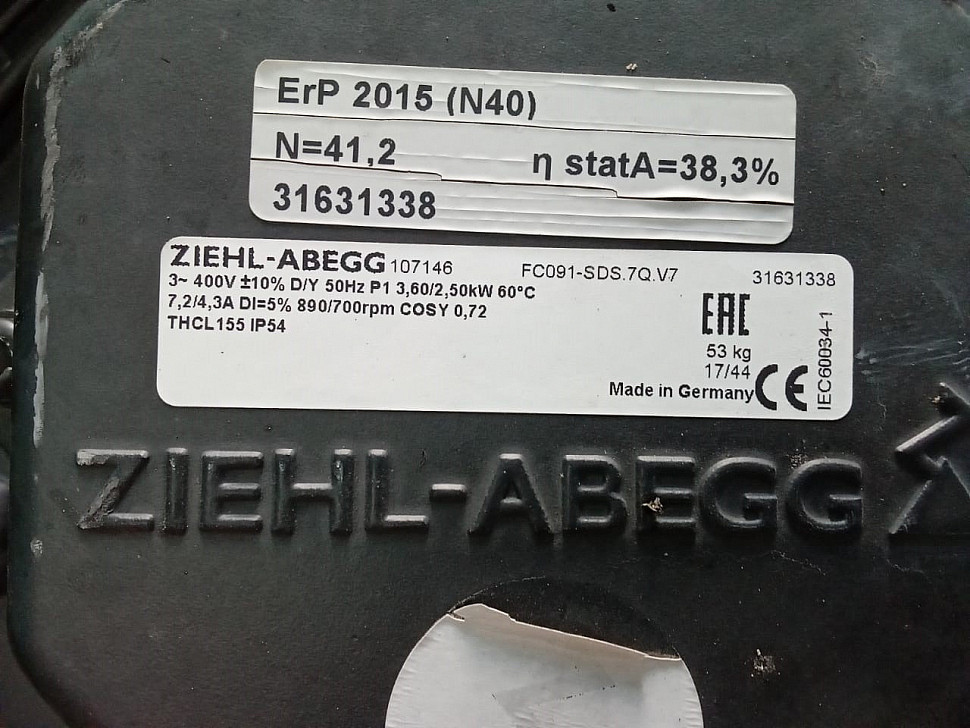 ErP 2015 (N40)
N=41,2 η statA=38,3%
31631338
ZIEHL-ABEGG 107146 FC091-SDS.7Q.V7 31631338
3~ 400V ±10% D/Y 50Hz P1 3,60/2,50kW 60°C
7,2/4,3A DI=5% 890/700rpm COSY 0,72
THCL155 IP54
EAC
53 kg
17/44
Made in Germany CE
IEC60034-1
ZIEHL-ABEGG